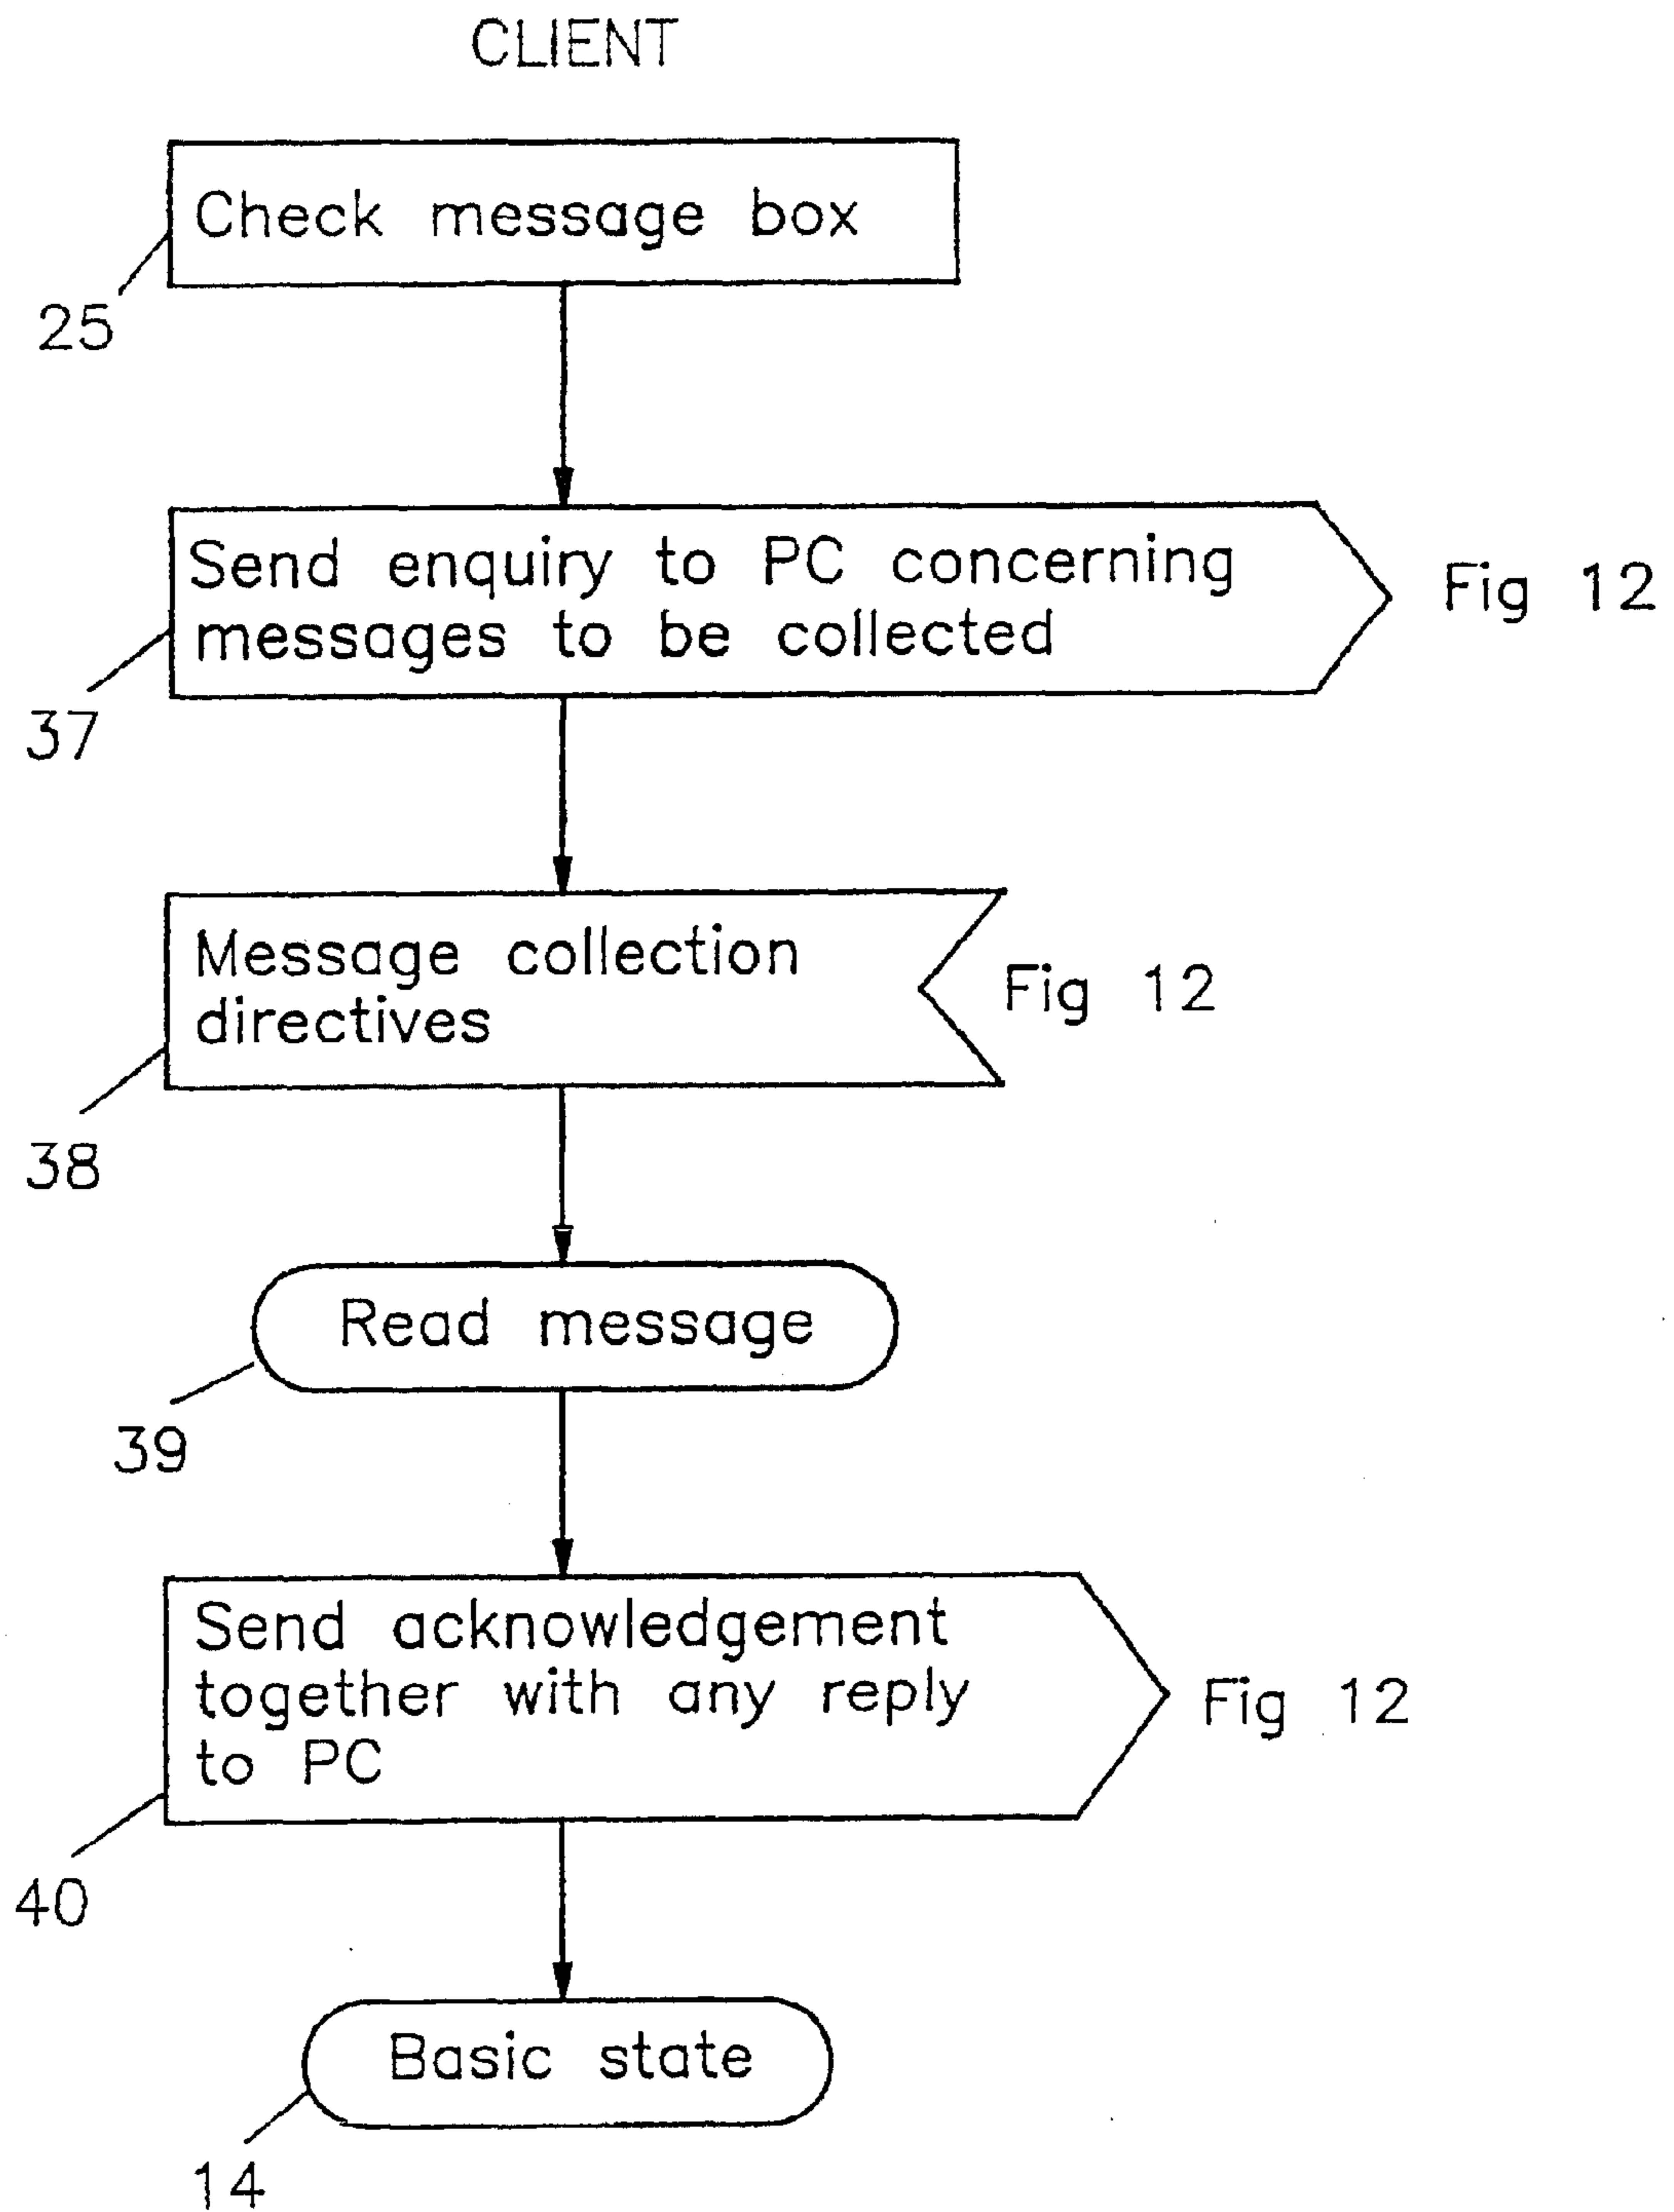 CLIENT
Check message box
25
Send enquiry to PC concerning
messages to be collected
Fig 12
37
Message collection
directives
Fig 12
38
Read message
39
Send acknowledgement
together with any reply
to PC
Fig 12
40
Basic state
14